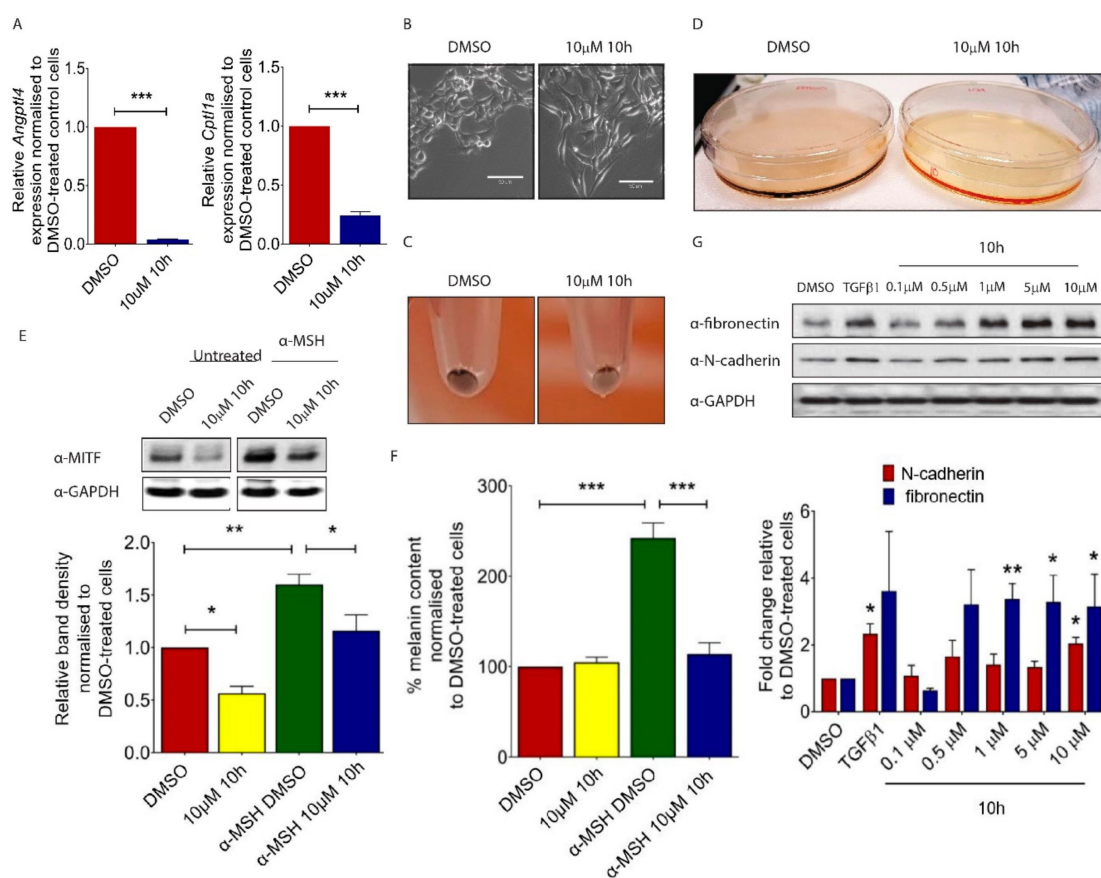 A
Relative Angptl4
expression normalised to
DMSO-treated control cells
1.5
1.0
0.5
0.0
***
DMSO
10uM 10h
Relative Cptl1a
expression normalised to
DMSO-treated control cells
1.5
1.0
0.5
0.0
***
DMSO
10uM 10h
B
DMSO
10µM 10h
C
DMSO
10µM 10h
D
DMSO
10µM 10h
E
Untreated
α-MSH
DMSO
10µM 10h
DMSO
10µM 10h
α-MITF
α-GAPDH
Relative band density
normalised to
DMSO-treated cells
2.0
1.5
1.0
0.5
0.0
**
*
*
DMSO
10µM 10h
α-MSH DMSO
α-MSH 10µM 10h
F
% melanin content
normalised
to DMSO-treated cells
300
200
100
0
***
***
DMSO
10µM 10h
α-MSH DMSO
α-MSH 10µM 10h
G
10h
DMSO
TGFβ1
0.1µM
0.5µM
1µM
5µM
10µM
α-fibronectin
α-N-cadherin
α-GAPDH
N-cadherin
fibronectin
Fold change relative
to DMSO-treated cells
6
4
2
0
*
**
*
*
*
DMSO
TGFβ1
0.1 µM
0.5 µM
1 µM
5 µM
10 µM
10h